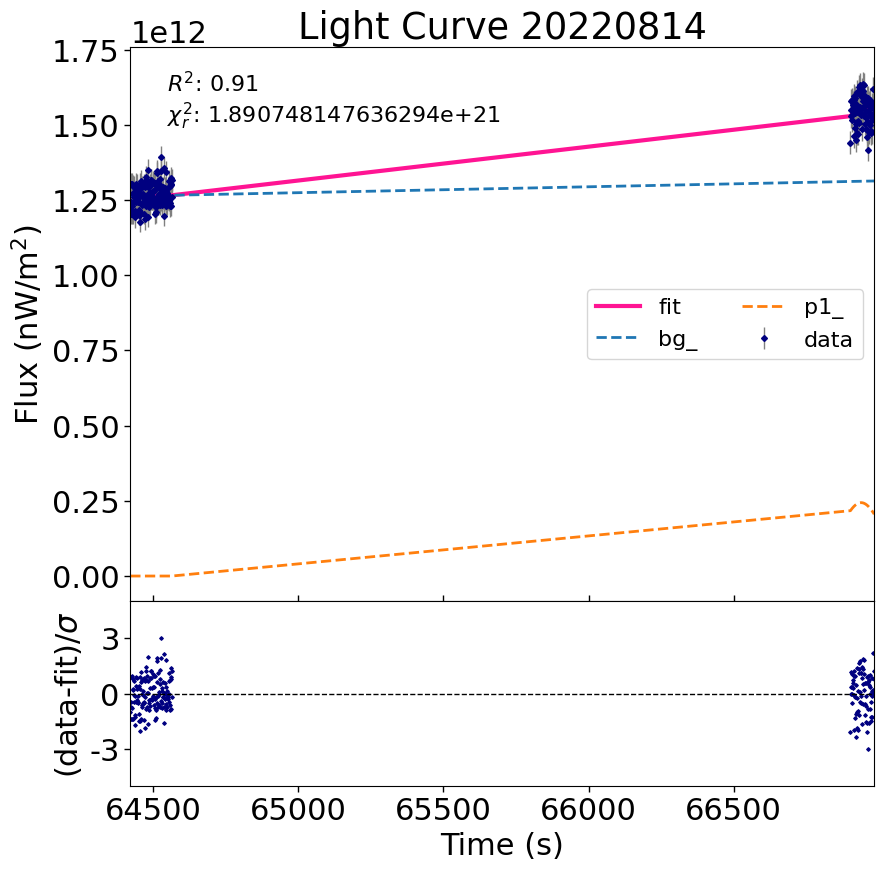 Light Curve 20220814
1e12
1.75
R²: 0.91
χ²ᵣ: 1.890748147636294e+21
1.50
1.25
1.00
0.75
0.50
0.25
0.00
Flux (nW/m²)
fit
bg_
p1_
data
3
0
-3
(data-fit)/σ
64500 65000 65500 66000 66500
Time (s)